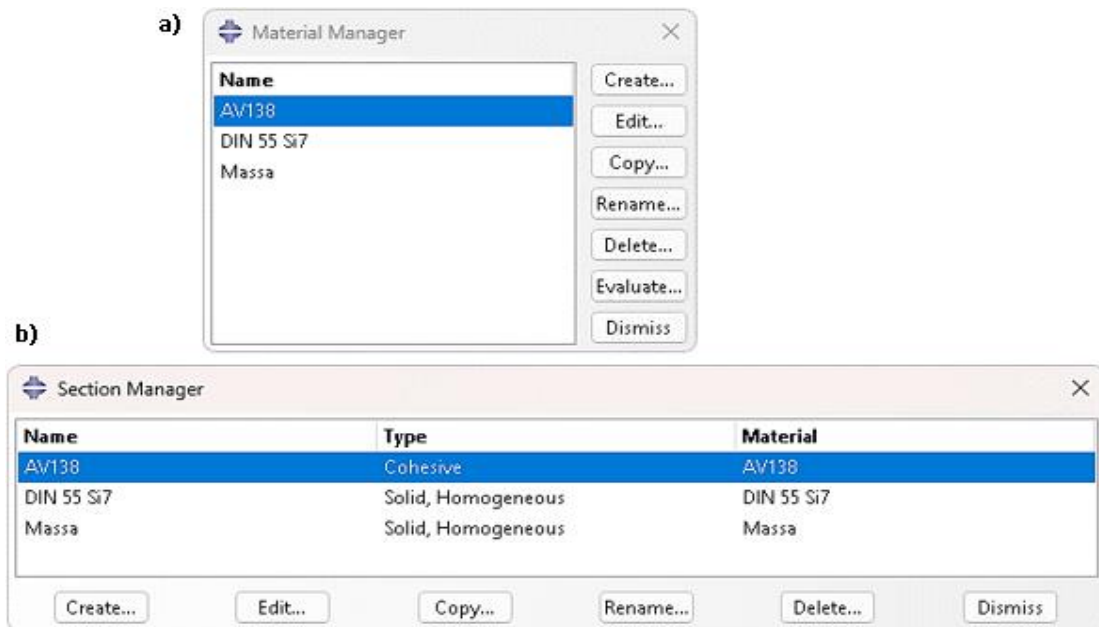 a)
Material Manager
Name
AV138
DIN 55 Si7
Massa
Create...
Edit...
Copy...
Rename...
Delete...
Evaluate...
Dismiss
b)
Section Manager
Name Type Material
AV138 Cohesive AV138
DIN 55 Si7 Solid, Homogeneous DIN 55 Si7
Massa Solid, Homogeneous Massa
Create... Edit... Copy... Rename... Delete... Dismiss